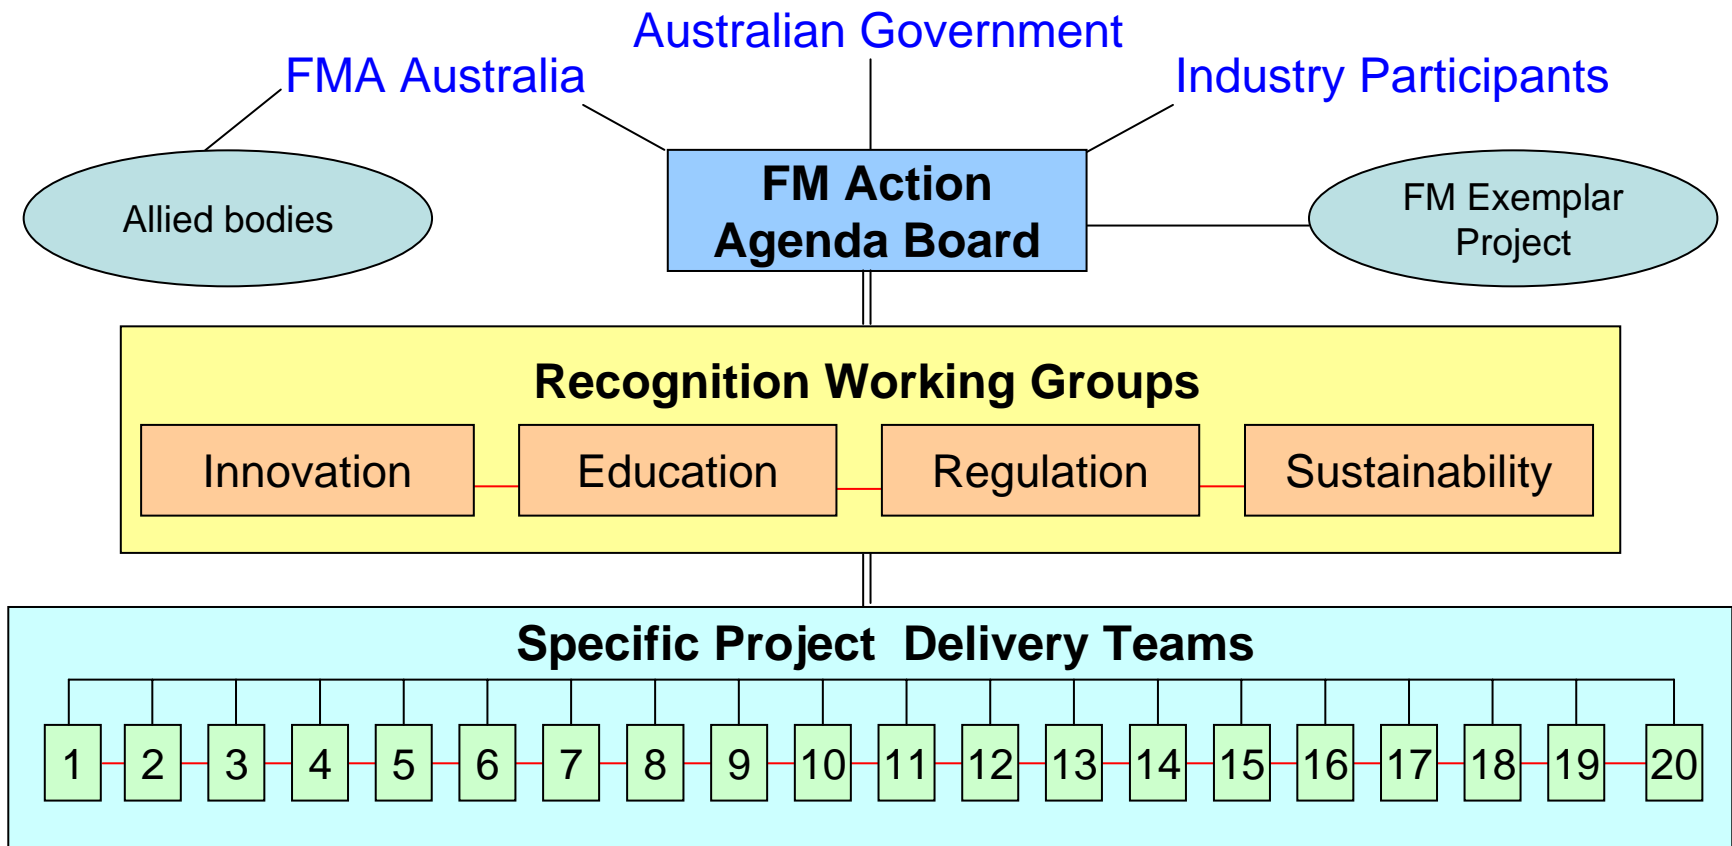 Australian Government
FMA Australia
Industry Participants
Allied bodies
FM Action
Agenda Board
FM Exemplar
Project
Recognition Working Groups
Innovation
Education
Regulation
Sustainability
Specific Project  Delivery Teams
1 2 3 4 5 6 7 8 9 10 11 12 13 14 15 16 17 18 19 20